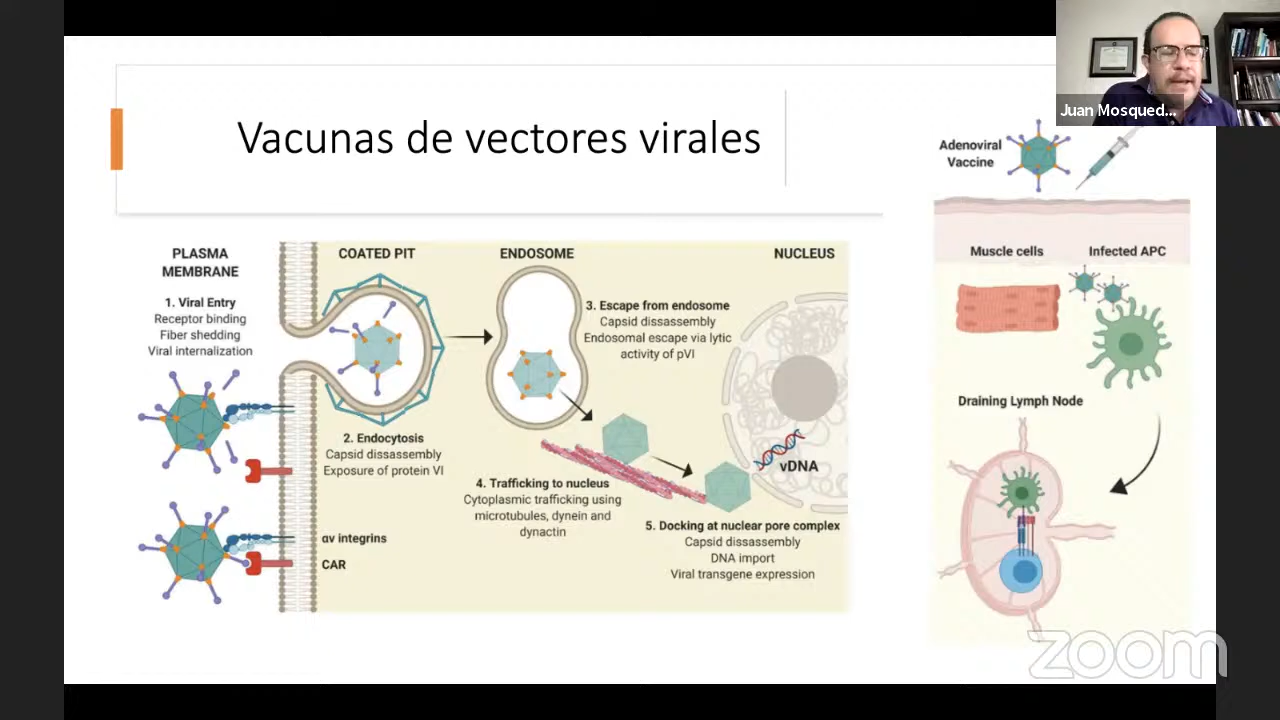 Juan Mosqued...
Vacunas de vectores virales
Adenoviral
Vaccine
Muscle cells
Infected APC
Draining Lymph Node
PLASMA
MEMBRANE
COATED PIT
ENDOSOME
NUCLEUS
1. Viral Entry
Receptor binding
Fiber shedding
Viral internalization
2. Endocytosis
Capsid dissassembly
Exposure of protein VI
3. Escape from endosome
Capsid disassembly
Endosomal escape via lytic
activity of pVI
4. Trafficking to nucleus
Cytoplasmic trafficking using
microtubules, dynein and
dynactin
vDNA
5. Docking at nuclear pore complex
Capsid disassembly
DNA import
Viral transgene expression
αv integrins
CAR
zoom